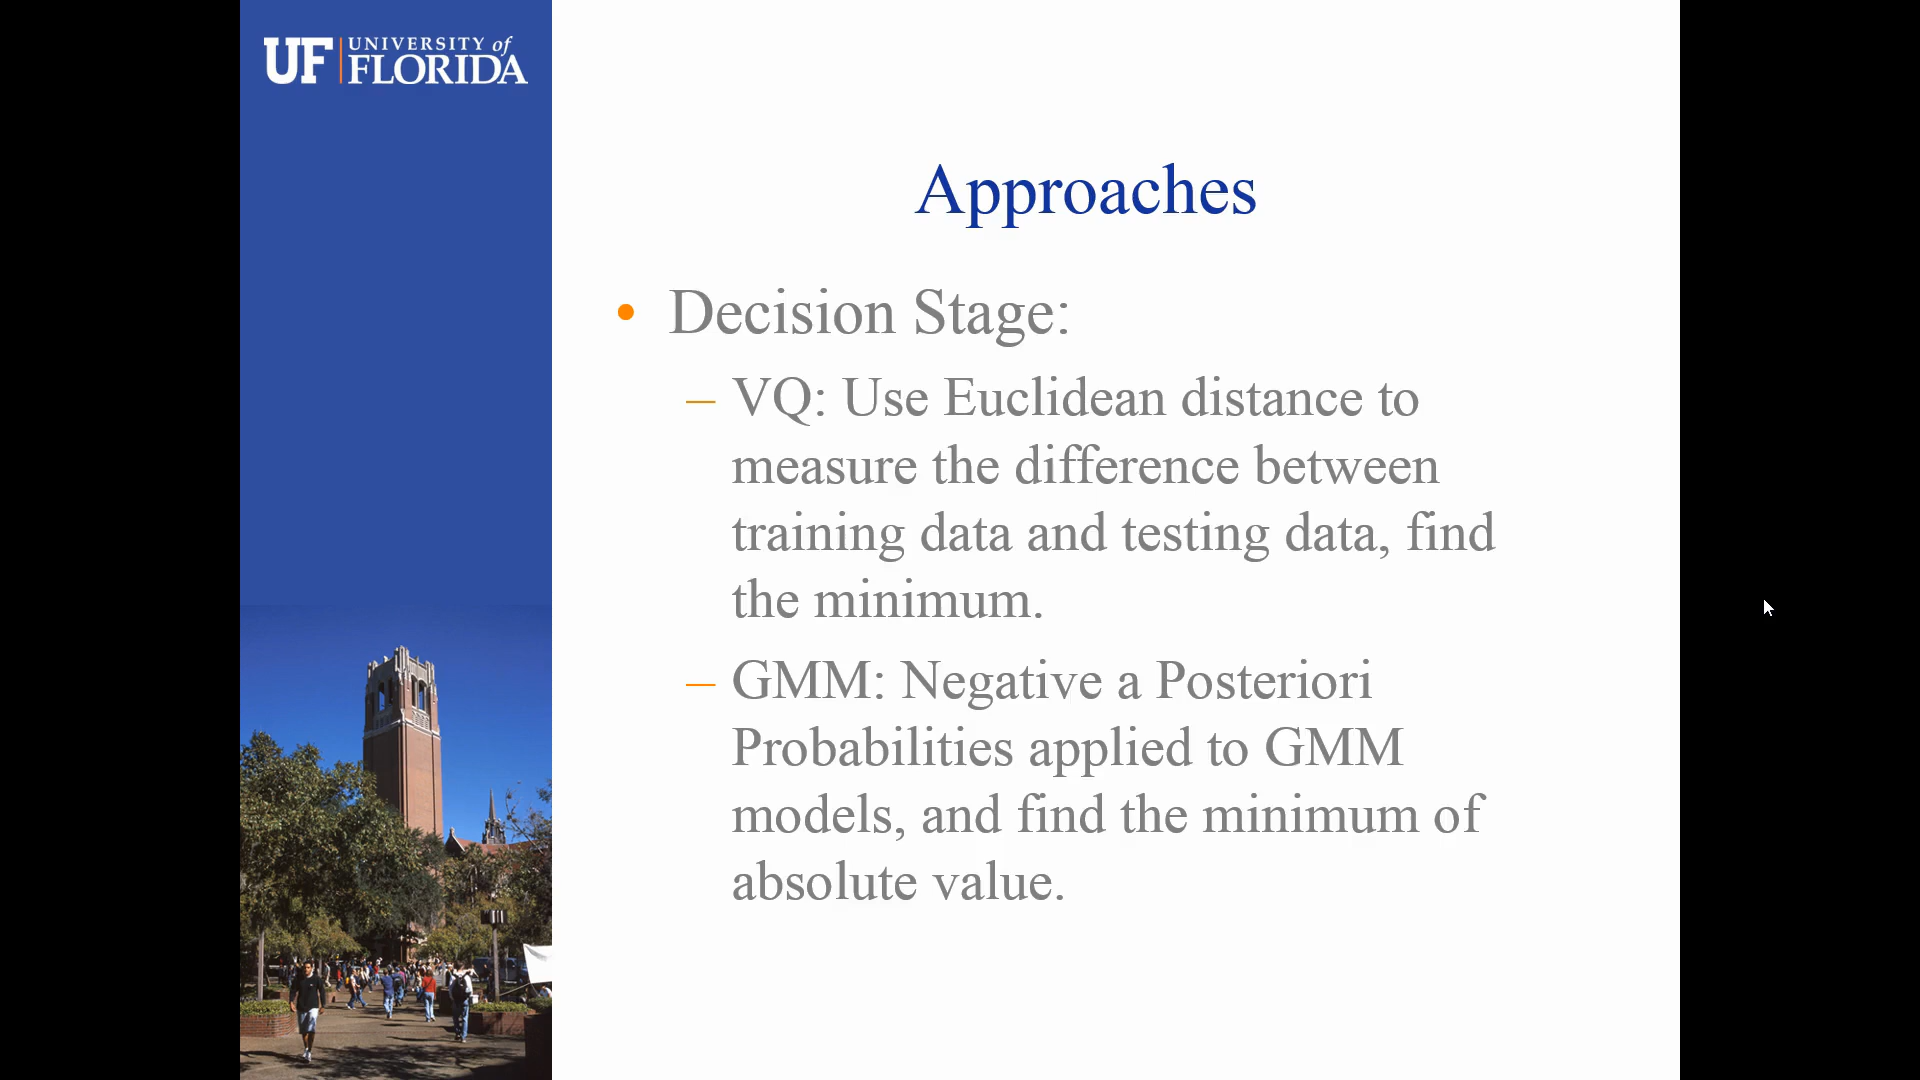 UF UNIVERSITY of
FLORIDA
Approaches
• Decision Stage:
– VQ: Use Euclidean distance to
measure the difference between
training data and testing data, find
the minimum.
– GMM: Negative a Posteriori
Probabilities applied to GMM
models, and find the minimum of
absolute value.